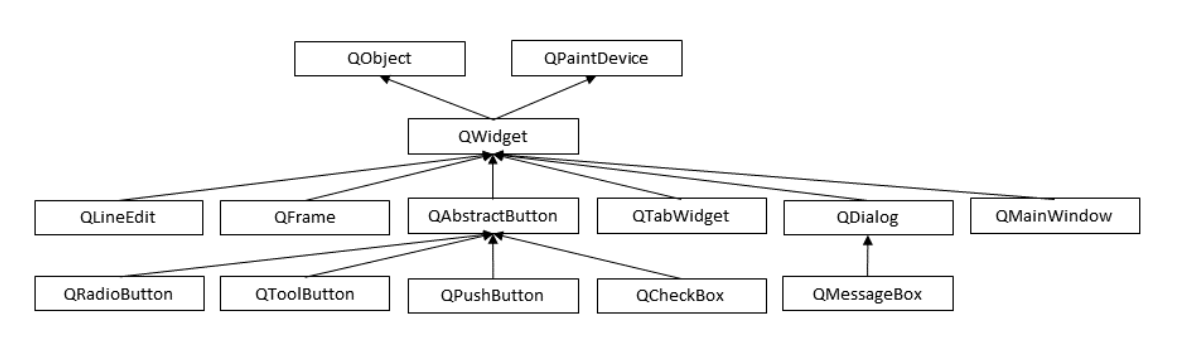 QObject
QPaintDevice
QWidget
QLineEdit
QFrame
QAbstractButton
QTabWidget
QDialog
QMainWindow
QRadioButton
QToolButton
QPushButton
QCheckBox
QMessageBox